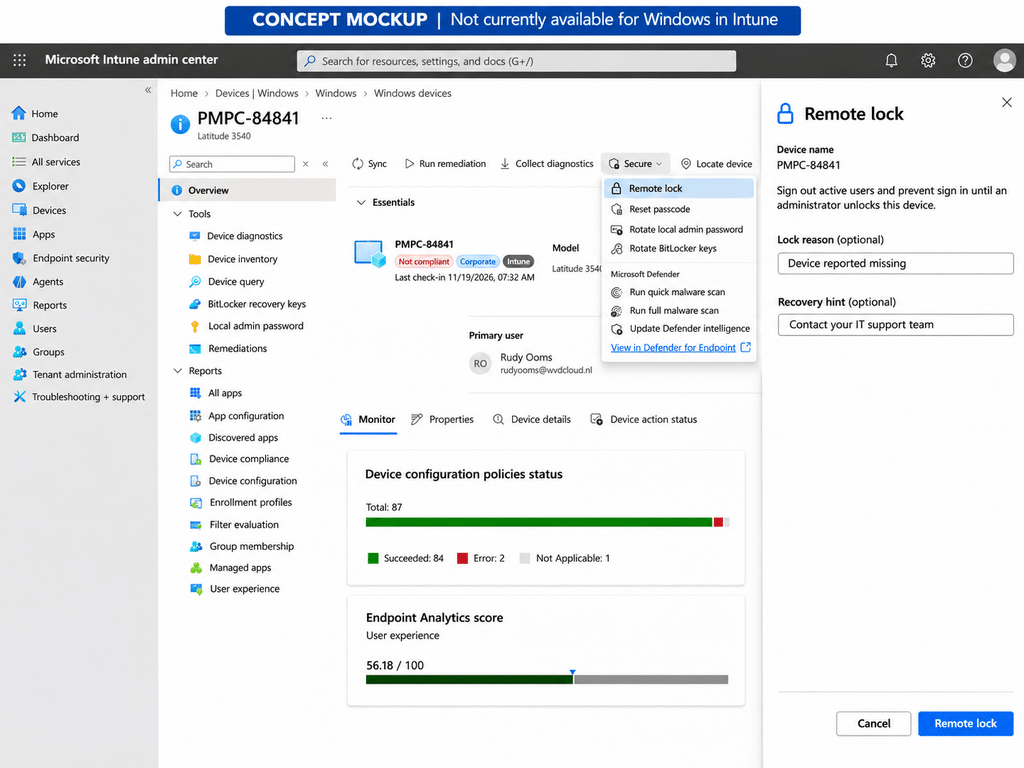 CONCEPT MOCKUP | Not currently available for Windows in Intune
Microsoft Intune admin center
Search for resources, settings, and docs (G+/)
Home
Dashboard
All services
Explorer
Devices
Apps
Endpoint security
Agents
Reports
Users
Groups
Tenant administration
Troubleshooting + support
Home > Devices | Windows > Windows > Windows devices
PMPC-84841
Latitude 3540
Search
Overview
Tools
Device diagnostics
Device inventory
Device query
BitLocker recovery keys
Local admin password
Remediations
Reports
All apps
App configuration
Discovered apps
Device compliance
Device configuration
Enrollment profiles
Filter evaluation
Group membership
Managed apps
User experience
Sync
Run remediation
Collect diagnostics
Secure
Locate device
Remote lock
Reset passcode
Rotate local admin password
Rotate BitLocker keys
Microsoft Defender
Run quick malware scan
Run full malware scan
Update Defender intelligence
View in Defender for Endpoint
Essentials
PMPC-84841
Not compliant Corporate Intune
Last check-in 11/19/2026, 07:32 AM
Model
Latitude 3540
Primary user
RO
Rudy Ooms
rudyooms@wvdcloud.nl
Monitor
Properties
Device details
Device action status
Device configuration policies status
Total: 87
Succeeded: 84 Error: 2 Not Applicable: 1
Endpoint Analytics score
User experience
56.18 / 100
Remote lock
Device name
PMPC-84841
Sign out active users and prevent sign in until an
administrator unlocks this device.
Lock reason (optional)
Device reported missing
Recovery hint (optional)
Contact your IT support team
Cancel
Remote lock